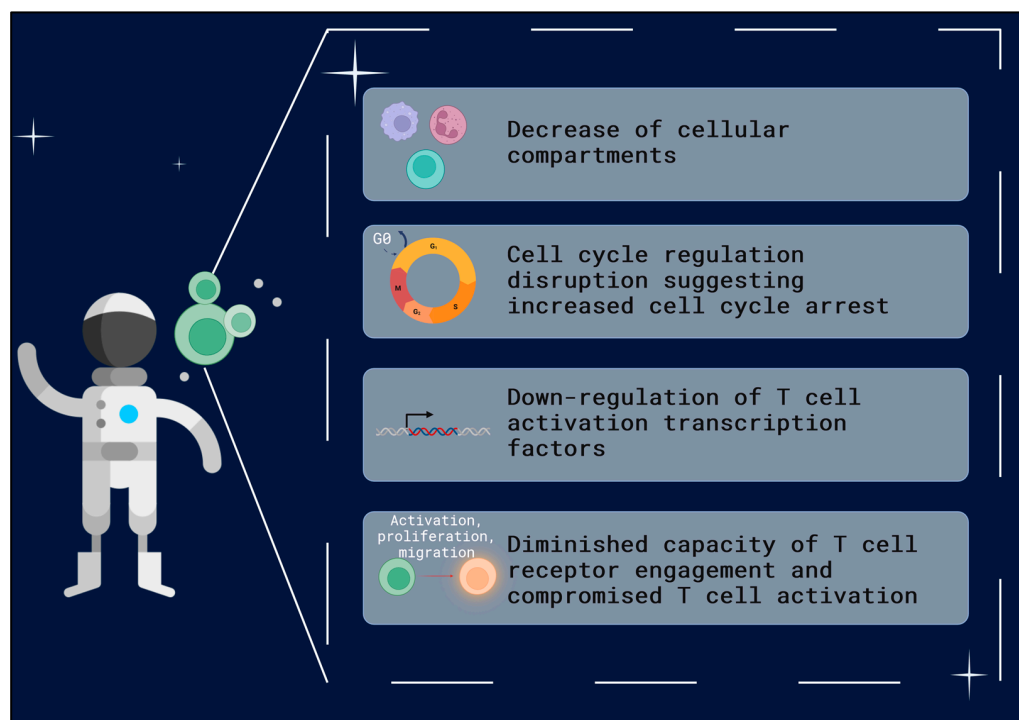 Decrease of cellular
compartments
G0
G₁
M
S
G₂
Cell cycle regulation
disruption suggesting
increased cell cycle arrest
Down-regulation of T cell
activation transcription
factors
Activation,
proliferation,
migration
Diminished capacity of T cell
receptor engagement and
compromised T cell activation